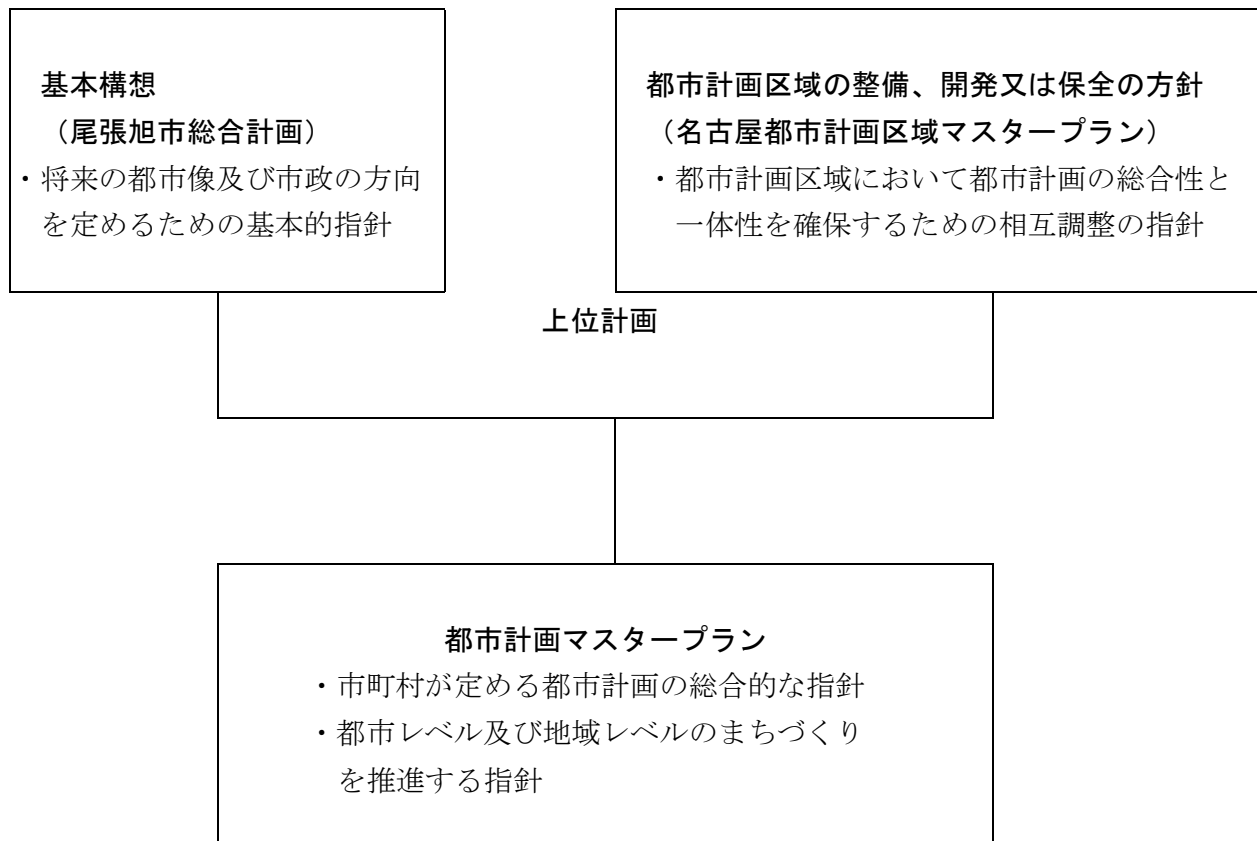 基本構想
（尾張旭市総合計画）
・将来の都市像及び市政の方向
を定めるための基本的指針
都市計画区域の整備、開発又は保全の方針
（名古屋都市計画区域マスタープラン）
・都市計画区域において都市計画の総合性と
一体性を確保するための相互調整の指針
上位計画
都市計画マスタープラン
・市町村が定める都市計画の総合的な指針
・都市レベル及び地域レベルのまちづくり
を推進する指針